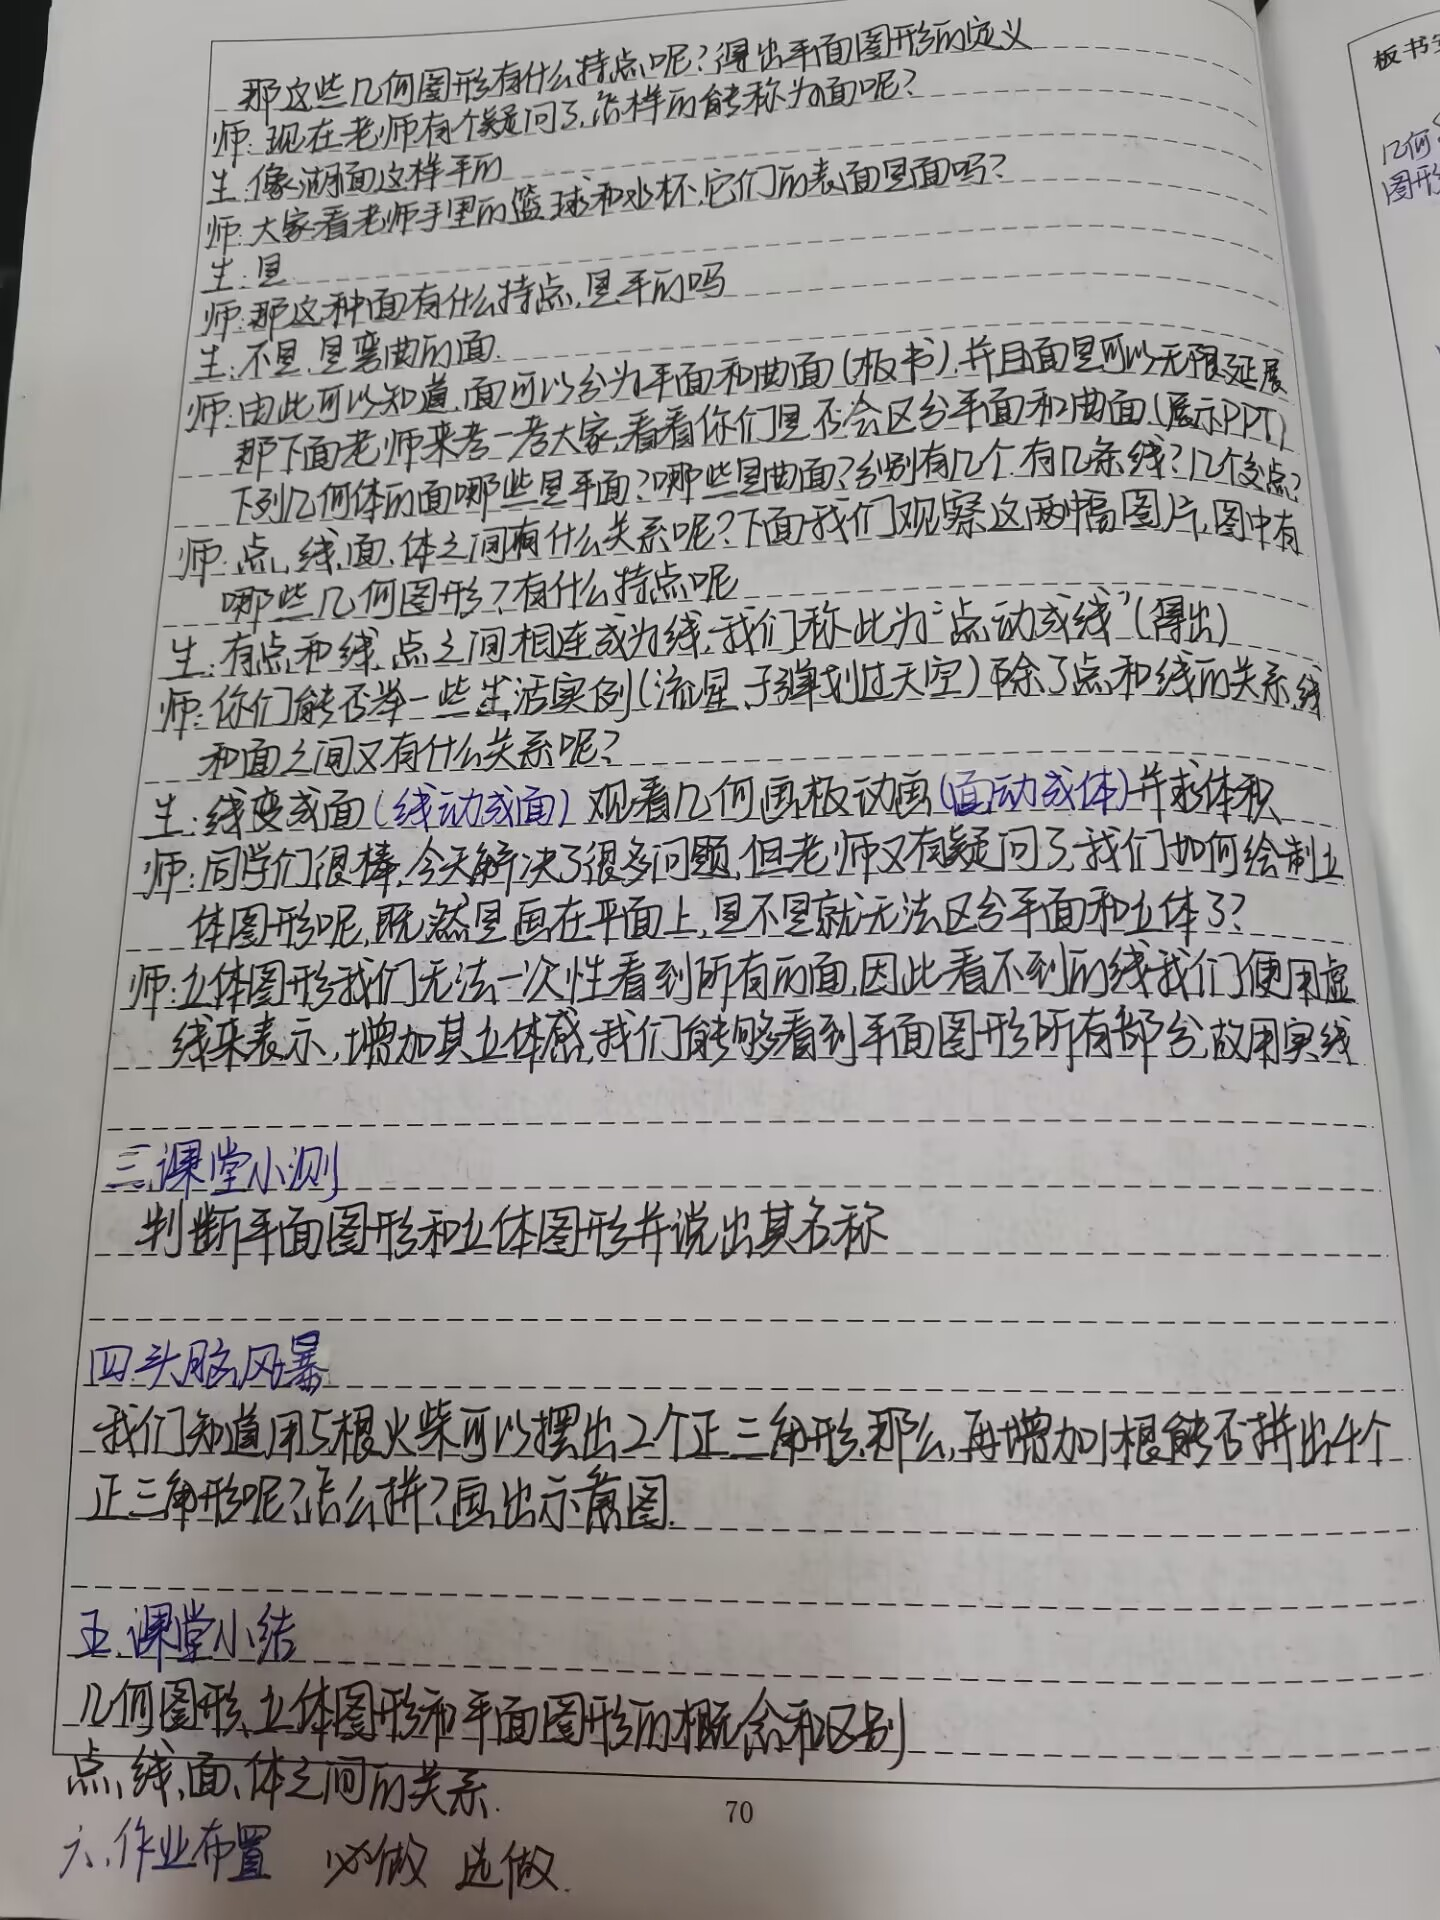 那这些几何图形有什么特点呢?得出平面图形的定义
师:现在老师有个疑问了,怎样的能称为面呢?
生:像湖面这样平的
师:大家看老师手里的篮球和水杯,它们的表面是面吗?
生:是
师:那这种面有什么特点,是平的吗
生:不是,是弯曲的面.
师:由此可以知道,面可以分为平面和曲面(板书),并且面是可以无限延展
那下面老师来考一考大家,看看你们是否会区分平面和曲面(展示PPT)
下列几何体的面哪些是平面?哪些是曲面?分别有几个.有几条线?几个交点?
师:点、线、面、体之间有什么关系呢?下面我们观察这两幅图片,图中有
哪些几何图形?有什么特点呢
生:有点和线,点之间相连成为线,我们称此为“点动成线”(得出)
师:你们能否举一些生活实例(流星、子弹划过天空)除了点和线的关系,线
和面之间又有什么关系呢?
生:线变成面(线动成面) 观看几何画板动画(面动成体)并求体积
师:同学们很棒,今天解决了很多问题,但老师又有疑问了,我们如何绘制立
体图形呢,既然是画在平面上,是不是就无法区分平面和立体了?
师:立体图形我们无法一次性看到所有的面,因此看不到的线我们便用虚
线来表示,增加其立体感,我们能够看到平面图形所有部分,故用实线
三.课堂小测
判断平面图形和立体图形并说出其名称
四.头脑风暴
我们知道用5根火柴可以摆出2个正三角形,那么,再增加1根能否拼出4个
正三角形呢?怎么拼?画出示意图.
五.课堂小结
几何图形、立体图形和平面图形的概念和区别
点、线、面、体之间的关系.
六.作业布置 必做 选做.
70
板书
几何
图形